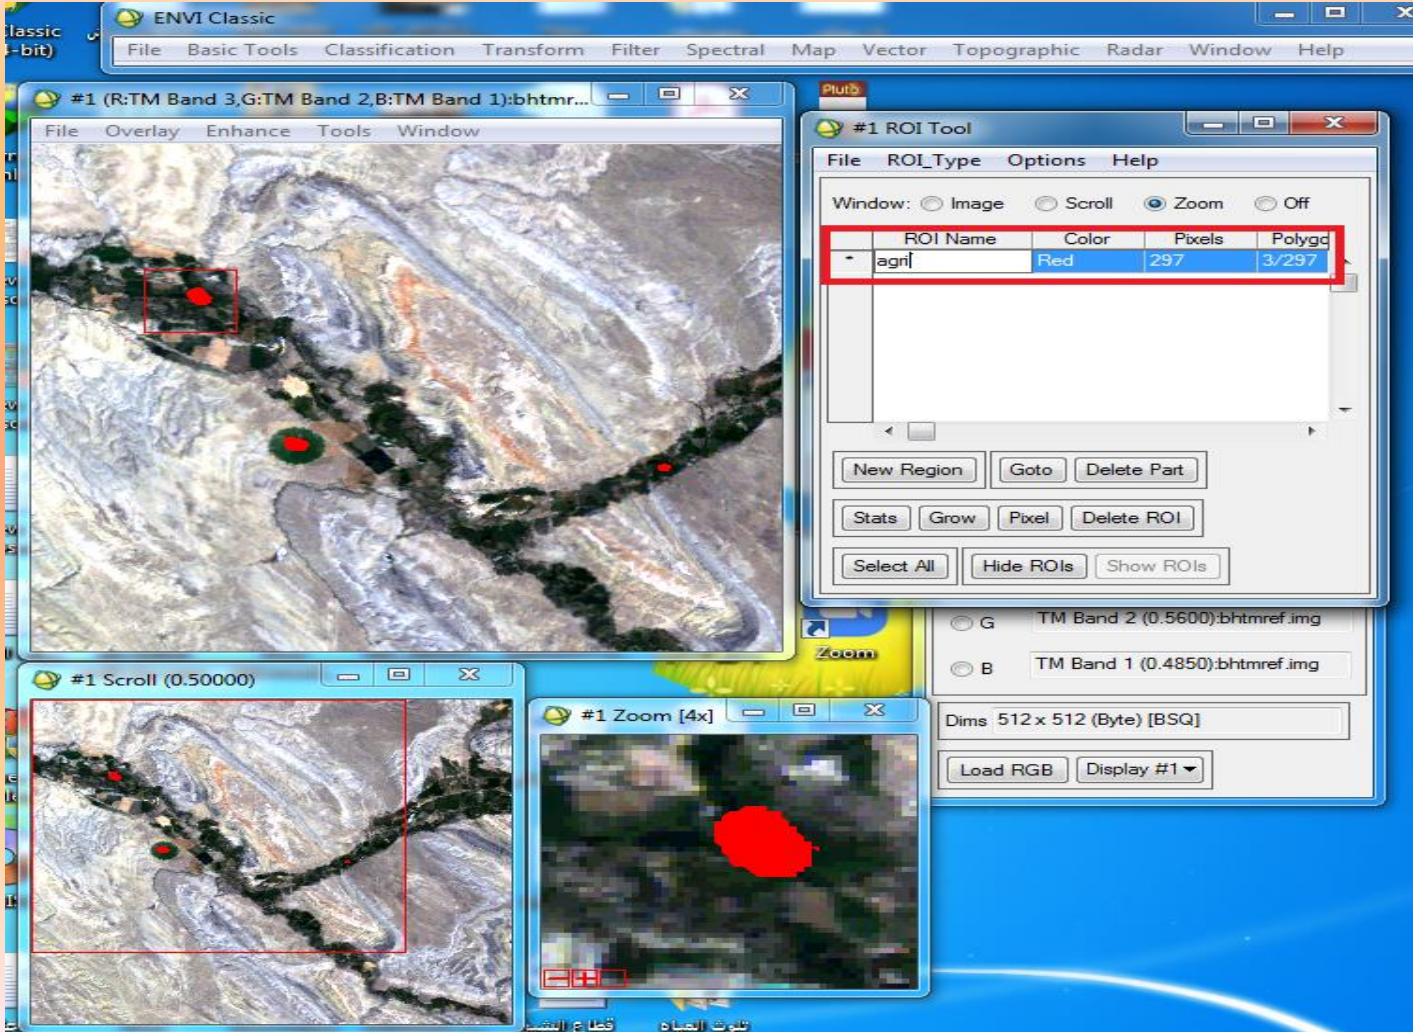 lassic
-bit)
ENVI Classic
File Basic Tools Classification Transform Filter Spectral Map Vector Topographic Radar Window Help
#1 (R:TM Band 3,G:TM Band 2,B:TM Band 1):bhtmr...
File Overlay Enhance Tools Window
Pluto
#1 ROI Tool
File ROI_Type Options Help
Window: Image Scroll Zoom Off
ROI Name Color Pixels Polygo
* agri Red 297 3/297
New Region Goto Delete Part
Stats Grow Pixel Delete ROI
Select All Hide ROIs Show ROIs
G TM Band 2 (0.5600):bhtmref.img
B TM Band 1 (0.4850):bhtmref.img
Dims 512 x 512 (Byte) [BSQ]
Load RGB Display #1
Zoom
#1 Scroll (0.50000)
#1 Zoom [4x]
قطاع الشد
تلوث المياه